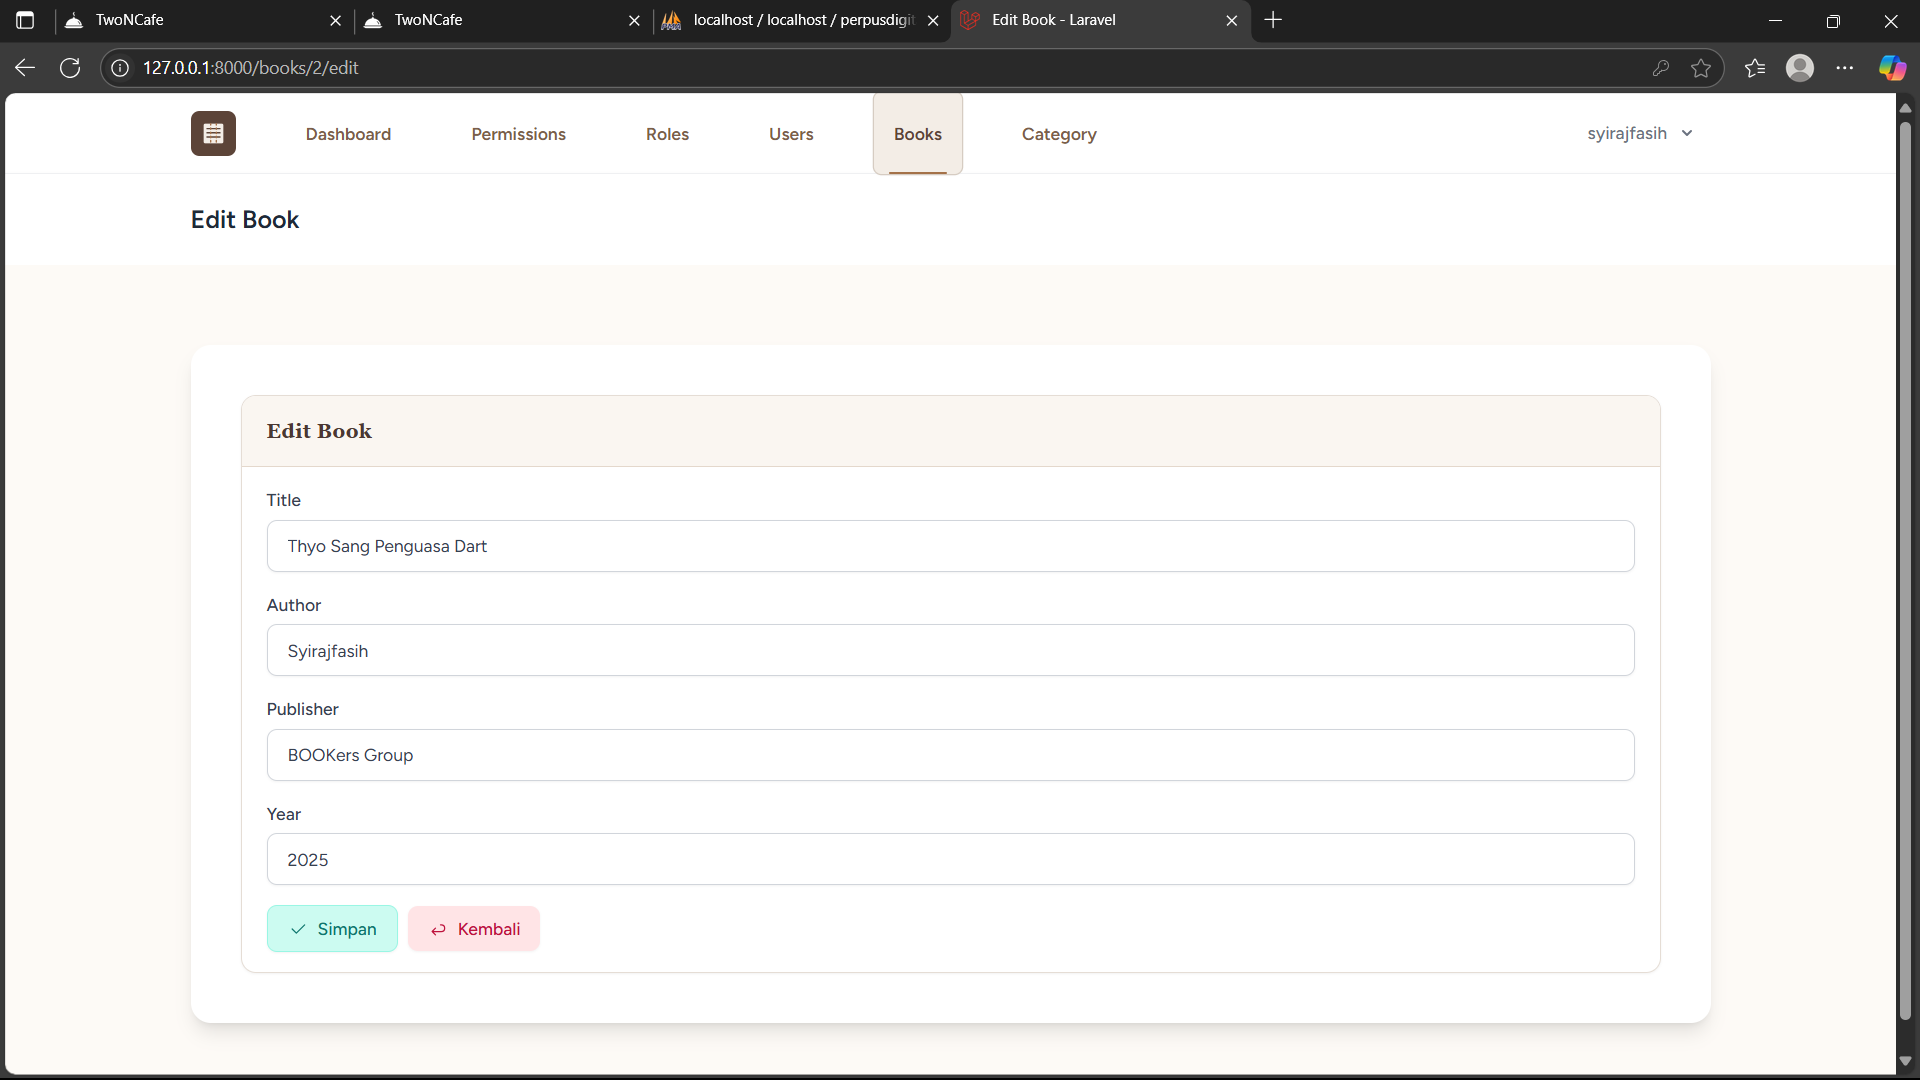 TwoNCafe
TwoNCafe
localhost / localhost / perpusdigit
Edit Book - Laravel
127.0.0.1:8000/books/2/edit
Dashboard
Permissions
Roles
Users
Books
Category
syirajfasih
Edit Book
Edit Book
Title
Thyo Sang Penguasa Dart
Author
Syirajfasih
Publisher
BOOKers Group
Year
2025
Simpan
Kembali